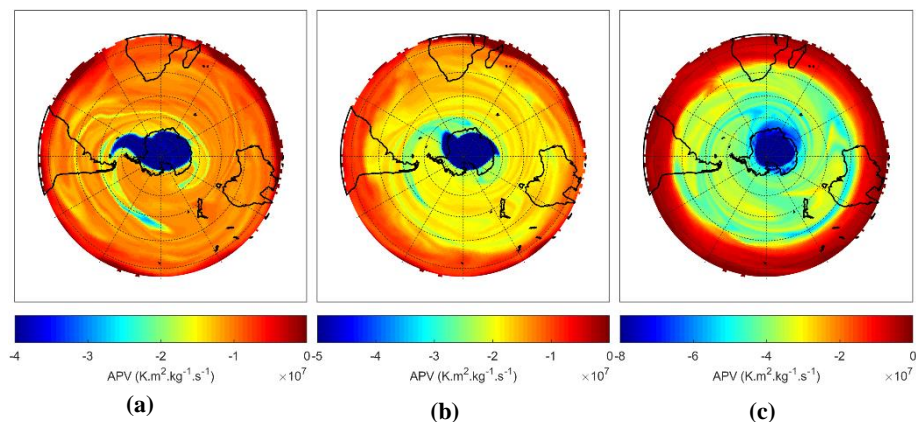 -4 -3 -2 -1 0
APV (K.m².kg⁻¹.s⁻¹) ×10⁷
(a)
-5 -4 -3 -2 -1 0
APV (K.m².kg⁻¹.s⁻¹) ×10⁷
(b)
-8 -6 -4 -2 0
APV (K.m².kg⁻¹.s⁻¹) ×10⁷
(c)